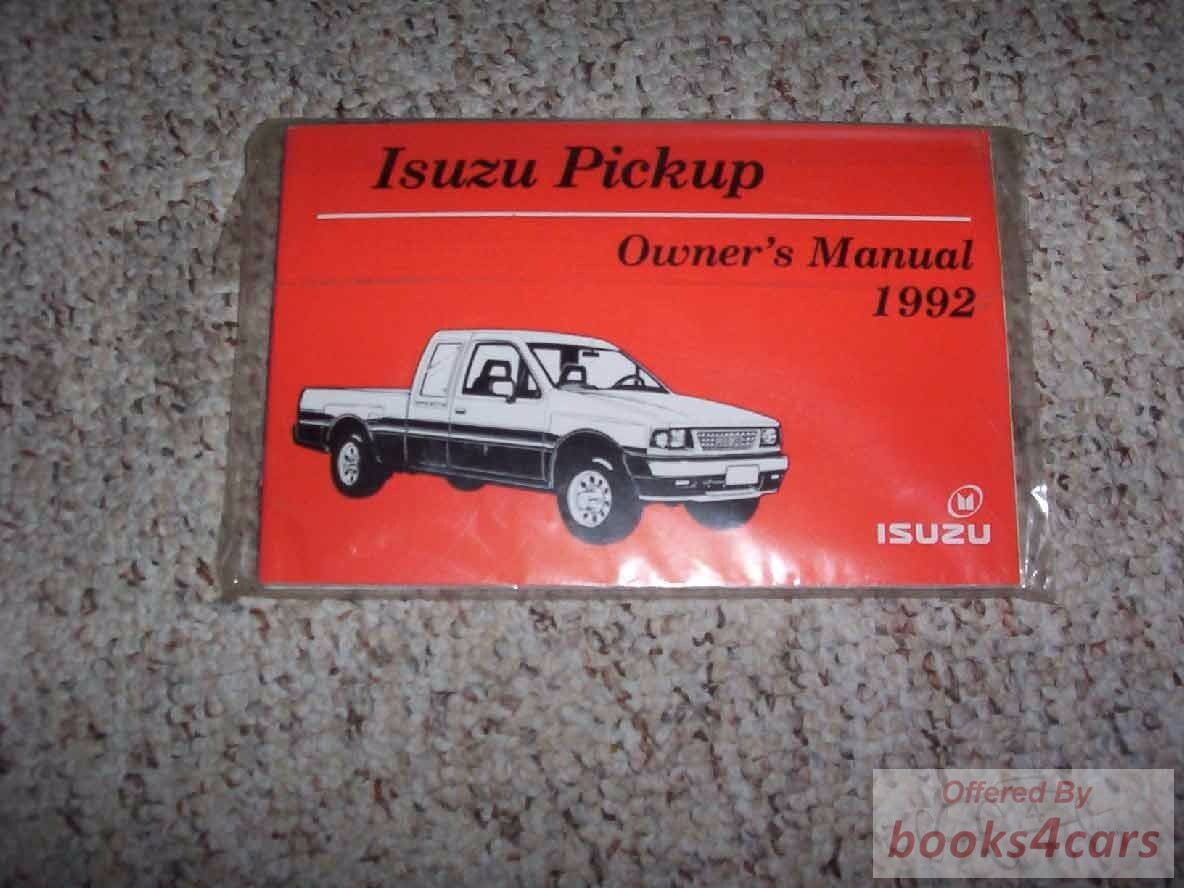 Isuzu Pickup
Owner's Manual
1992
ISUZU
Offered By
books4cars